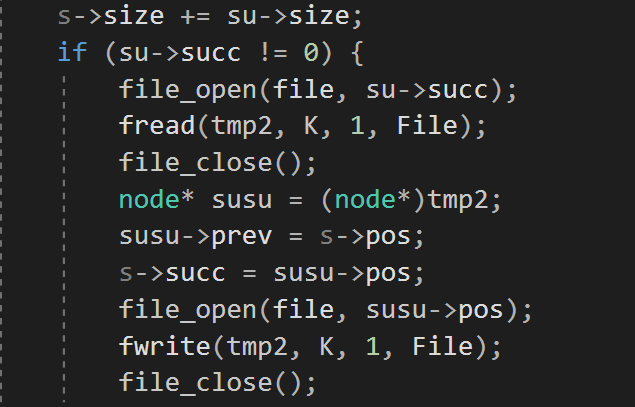 s->size += su->size;
if (su->succ != 0) {
file_open(file, su->succ);
fread(tmp2, K, 1, File);
file_close();
node* susu = (node*)tmp2;
susu->prev = s->pos;
s->succ = susu->pos;
file_open(file, susu->pos);
fwrite(tmp2, K, 1, File);
file_close();